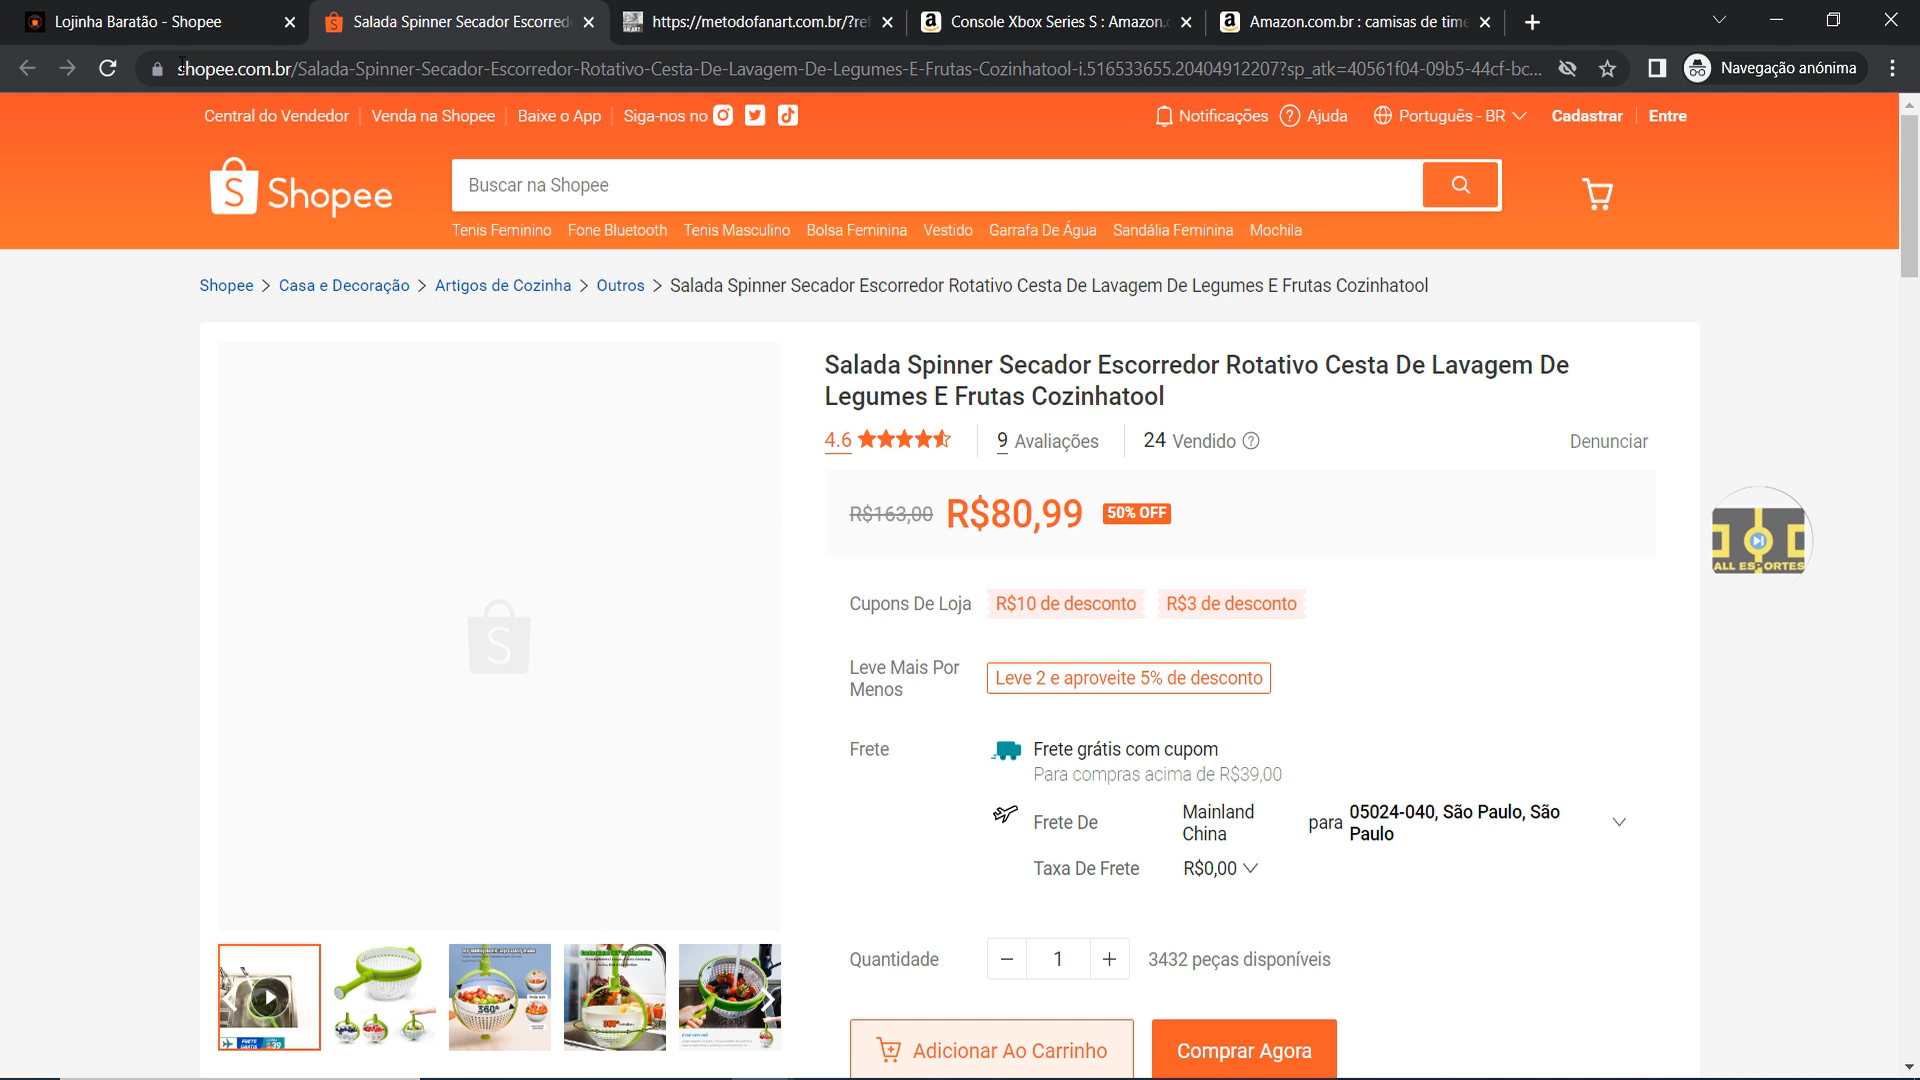 Lojinha Baratão - Shopee
Salada Spinner Secador Escorred
https://metodofanart.com.br/?ref
Console Xbox Series S : Amazon.
Amazon.com.br : camisas de time
shopee.com.br/Salada-Spinner-Secador-Escorredor-Rotativo-Cesta-De-Lavagem-De-Legumes-E-Frutas-Cozinhatool-i.516533655.20404912207?sp_atk=40561f04-09b5-44cf-bc...
Navegação anónima
Central do Vendedor
Venda na Shopee
Baixe o App
Siga-nos no
Notificações
Ajuda
Português - BR
Cadastrar
Entre
Shopee
Buscar na Shopee
Tenis Feminino
Fone Bluetooth
Tenis Masculino
Bolsa Feminina
Vestido
Garrafa De Água
Sandália Feminina
Mochila
Shopee > Casa e Decoração > Artigos de Cozinha > Outros > Salada Spinner Secador Escorredor Rotativo Cesta De Lavagem De Legumes E Frutas Cozinhatool
Salada Spinner Secador Escorredor Rotativo Cesta De Lavagem De
Legumes E Frutas Cozinhatool
4.6
9 Avaliações
24 Vendido
Denunciar
R$163,00 R$80,99 50% OFF
ALL ESPORTES
Cupons De Loja
R$10 de desconto
R$3 de desconto
Leve Mais Por
Menos
Leve 2 e aproveite 5% de desconto
Frete
Frete grátis com cupom
Para compras acima de R$39,00
Frete De
Mainland
China
para
05024-040, São Paulo, São
Paulo
Taxa De Frete
R$0,00
Quantidade
1
3432 peças disponíveis
360°
360°
FRETE
GRÁTIS
39
Adicionar Ao Carrinho
Comprar Agora